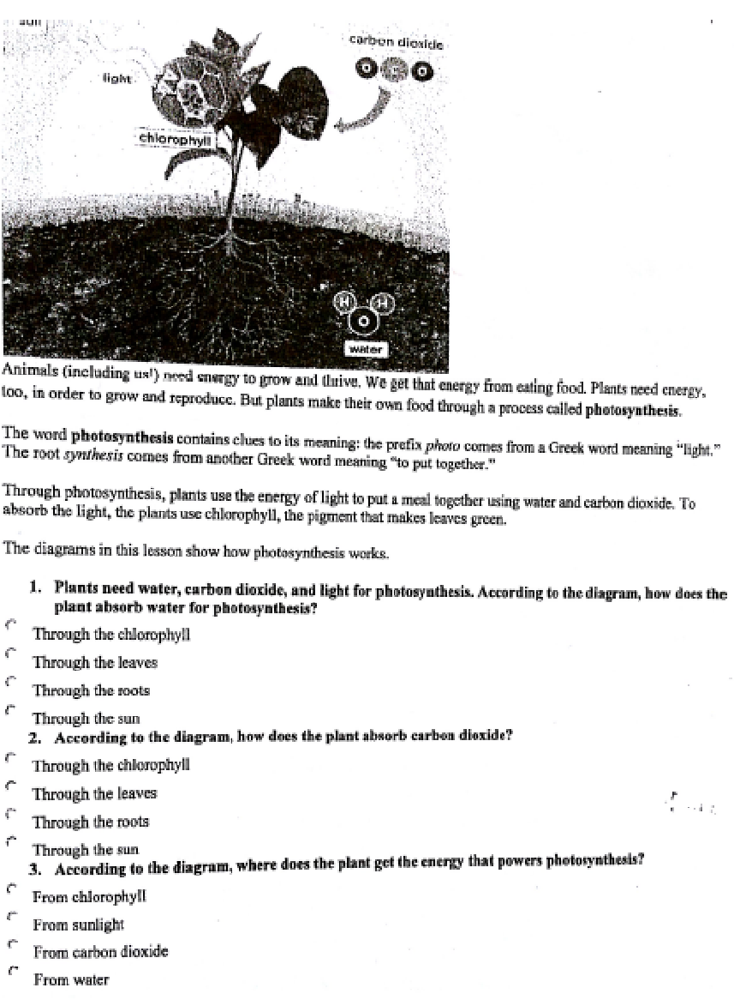 carbon dioxide
O C O
light
chlorophyll
H H
O
water
Animals (including us!) need energy to grow and thrive. We get that energy from eating food. Plants need energy,
too, in order to grow and reproduce. But plants make their own food through a process called photosynthesis.
The word photosynthesis contains clues to its meaning: the prefix photo comes from a Greek word meaning “light.”
The root synthesis comes from another Greek word meaning “to put together.”
Through photosynthesis, plants use the energy of light to put a meal together using water and carbon dioxide. To
absorb the light, the plants use chlorophyll, the pigment that makes leaves green.
The diagrams in this lesson show how photosynthesis works.
1. Plants need water, carbon dioxide, and light for photosynthesis. According to the diagram, how does the
plant absorb water for photosynthesis?
Through the chlorophyll
Through the leaves
Through the roots
Through the sun
2. According to the diagram, how does the plant absorb carbon dioxide?
Through the chlorophyll
Through the leaves
Through the roots
Through the sun
3. According to the diagram, where does the plant get the energy that powers photosynthesis?
From chlorophyll
From sunlight
From carbon dioxide
From water